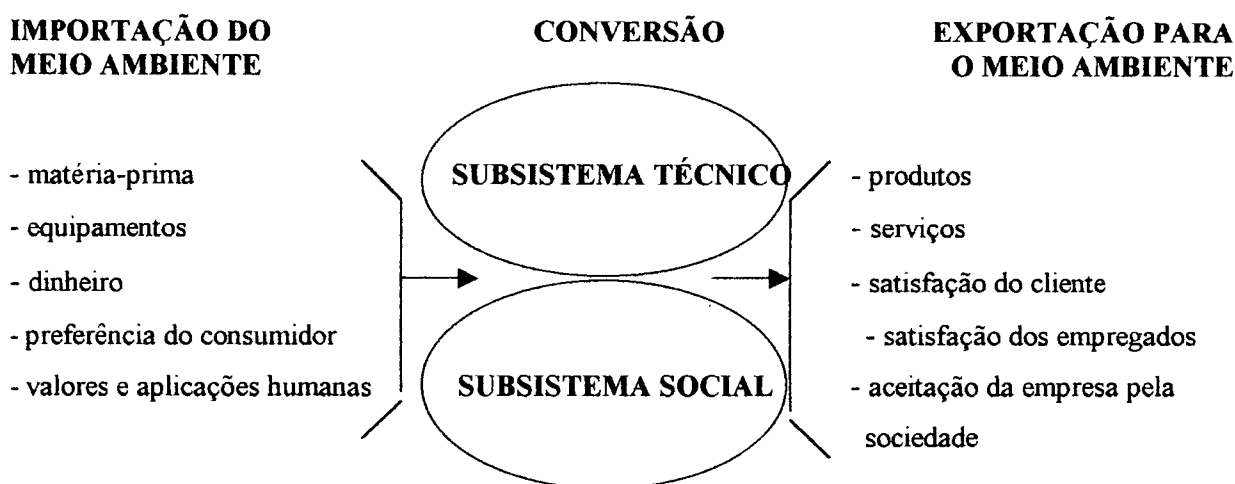 IMPORTAÇÃO DO
MEIO AMBIENTE
- matéria-prima
- equipamentos
- dinheiro
- preferência do consumidor
- valores e aplicações humanas
CONVERSÃO
SUBSISTEMA TÉCNICO
SUBSISTEMA SOCIAL
EXPORTAÇÃO PARA
O MEIO AMBIENTE
- produtos
- serviços
- satisfação do cliente
- satisfação dos empregados
- aceitação da empresa pela
sociedade